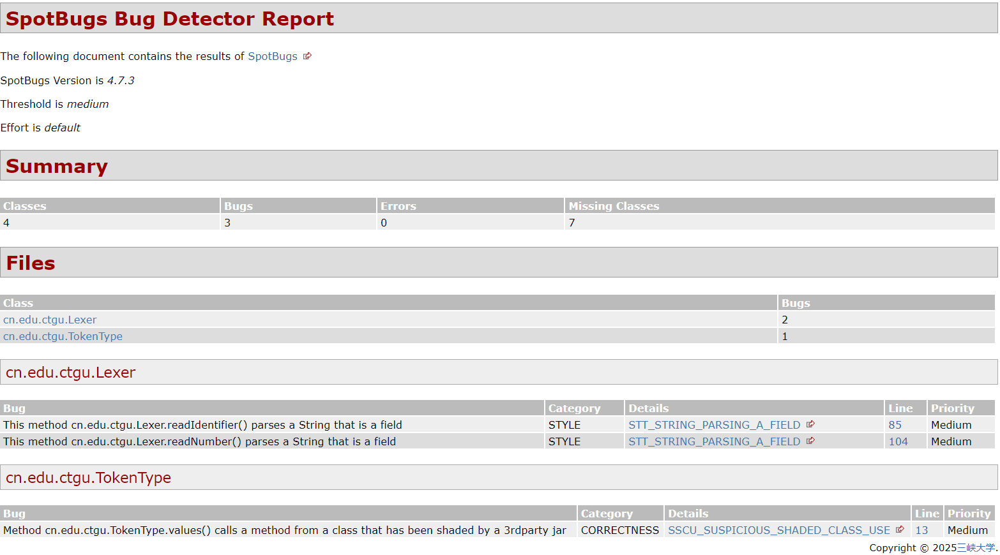 SpotBugs Bug Detector Report
The following document contains the results of SpotBugs
SpotBugs Version is 4.7.3
Threshold is medium
Effort is default
Summary
Classes Bugs Errors Missing Classes
4 3 0 7
Files
Class Bugs
cn.edu.ctgu.Lexer 2
cn.edu.ctgu.TokenType 1
cn.edu.ctgu.Lexer
Bug Category Details Line Priority
This method cn.edu.ctgu.Lexer.readIdentifier() parses a String that is a field STYLE STT_STRING_PARSING_A_FIELD 85 Medium
This method cn.edu.ctgu.Lexer.readNumber() parses a String that is a field STYLE STT_STRING_PARSING_A_FIELD 104 Medium
cn.edu.ctgu.TokenType
Bug Category Details Line Priority
Method cn.edu.ctgu.TokenType.values() calls a method from a class that has been shaded by a 3rdparty jar CORRECTNESS SSCU_SUSPICIOUS_SHADED_CLASS_USE 13 Medium
Copyright © 2025三峡大学.